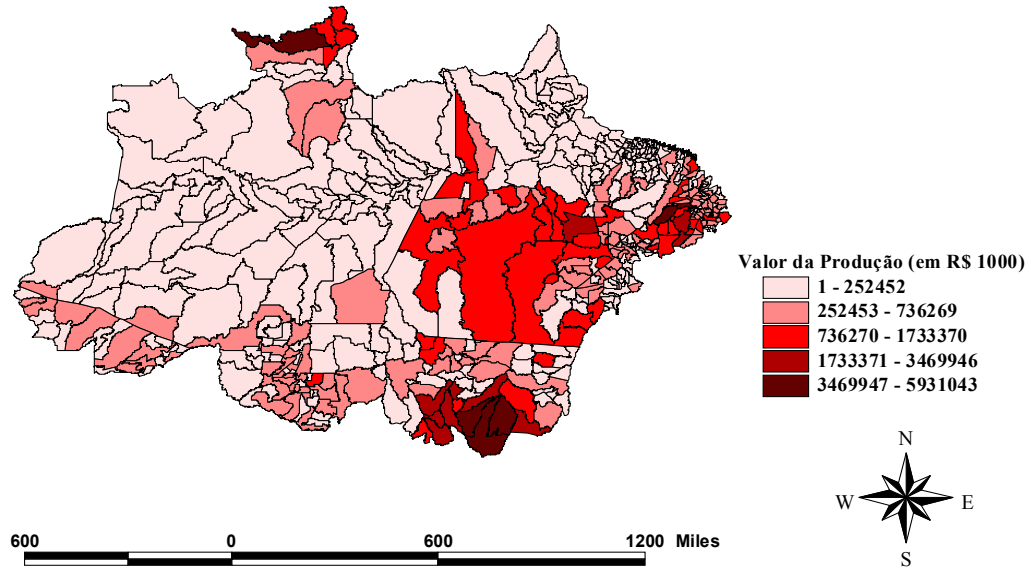 Valor da Produção (em R$ 1000)
1 - 252452
252453 - 736269
736270 - 1733370
1733371 - 3469946
3469947 - 5931043
N
W E
S
600 0 600 1200 Miles